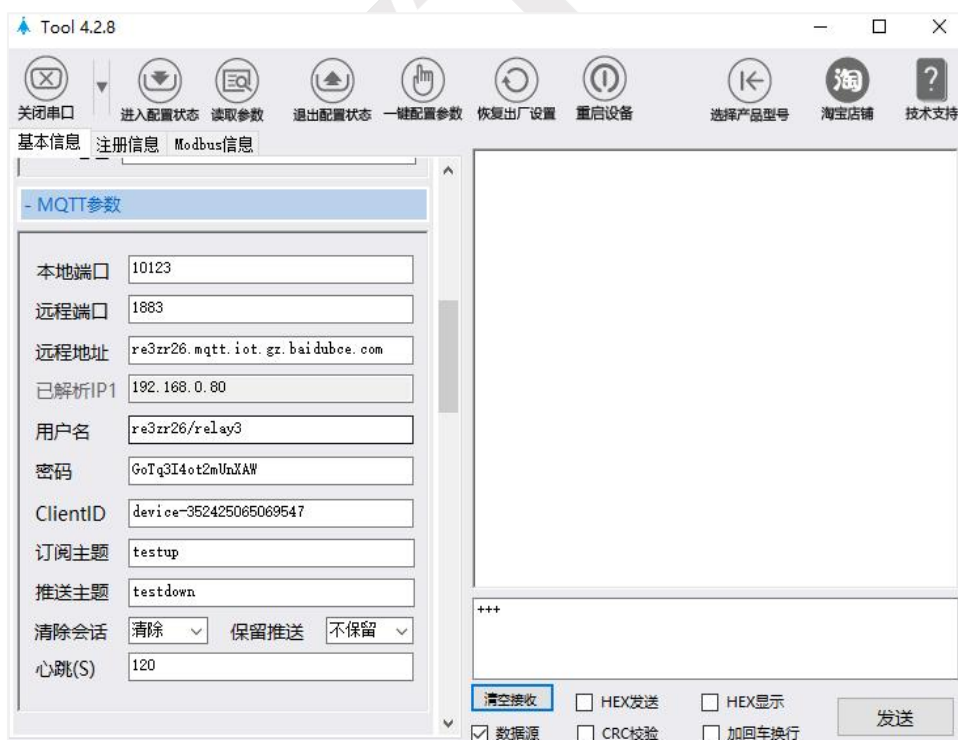 Tool 4.2.8
关闭串口 进入配置状态 读取参数 退出配置状态 一键配置参数 恢复出厂设置 重启设备 选择产品型号 淘 淘宝店铺 ? 技术支持
基本信息 注册信息 Modbus信息
- MQTT参数
本地端口 10123
远程端口 1883
远程地址 re3zr26.mqtt.iot.gz.baidubce.com
已解析IP1 192.168.0.80
用户名 re3zr26/relay3
密码 GoTq3I4ot2mUnXAW
ClientID device-352425065069547
订阅主题 testup
推送主题 testdown
清除会话 清除 保留推送 不保留
心跳(S) 120
+++
清空接收 HEX发送 HEX显示 发送
数据源 CRC校验 加回车换行